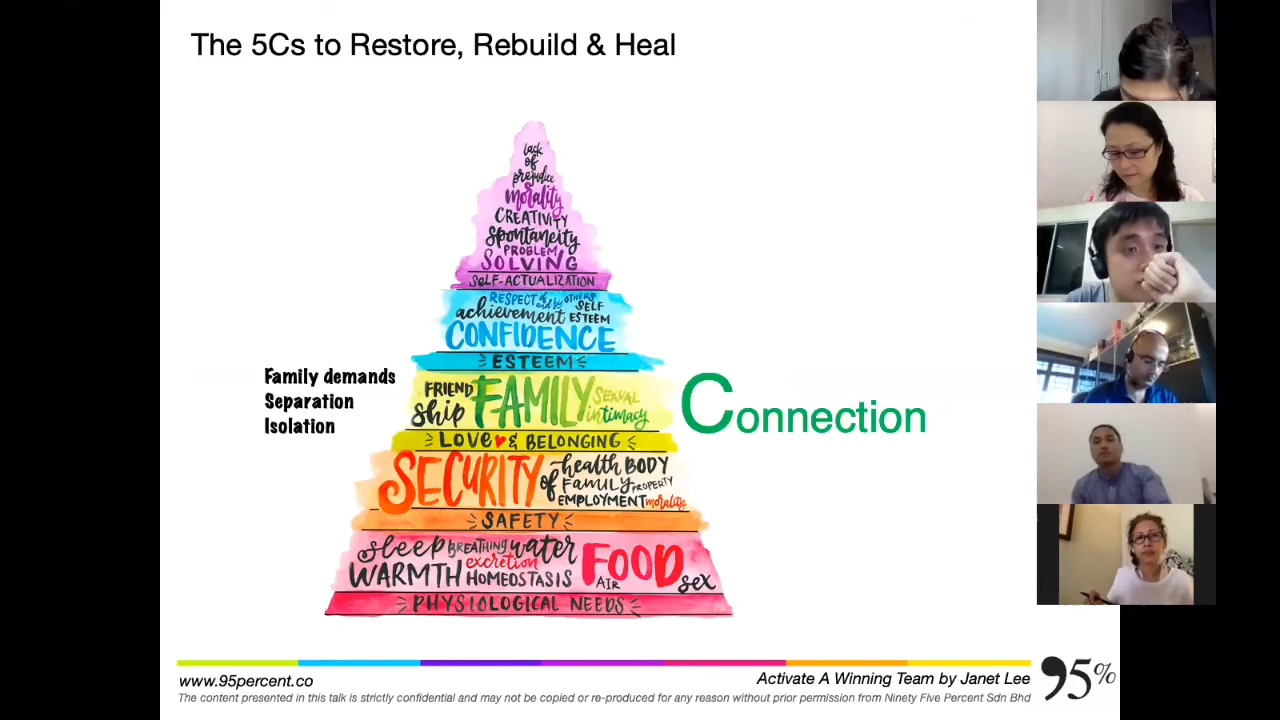 The 5Cs to Restore, Rebuild & Heal
lack
of
prejudice
morality
CREATIVITY
spontaneity
PROBLEM
SOLVING
SELF-ACTUALIZATION
RESPECT of and by OTHERS
achievement SELF ESTEEM
CONFIDENCE
ESTEEM
Family demands
Separation
Isolation
FRIENDship FAMILY SEXUAL intimacy
LOVE & BELONGING
Connection
SECURITY of health BODY
FAMILY PROPERTY
EMPLOYMENT morality
SAFETY
sleep BREATHING water FOOD
excretion
WARMTH HOMEOSTASIS AIR sex
PHYSIOLOGICAL NEEDS
www.95percent.co
Activate A Winning Team by Janet Lee
95%
The content presented in this talk is strictly confidential and may not be copied or re-produced for any reason without prior permission from Ninety Five Percent Sdn Bhd